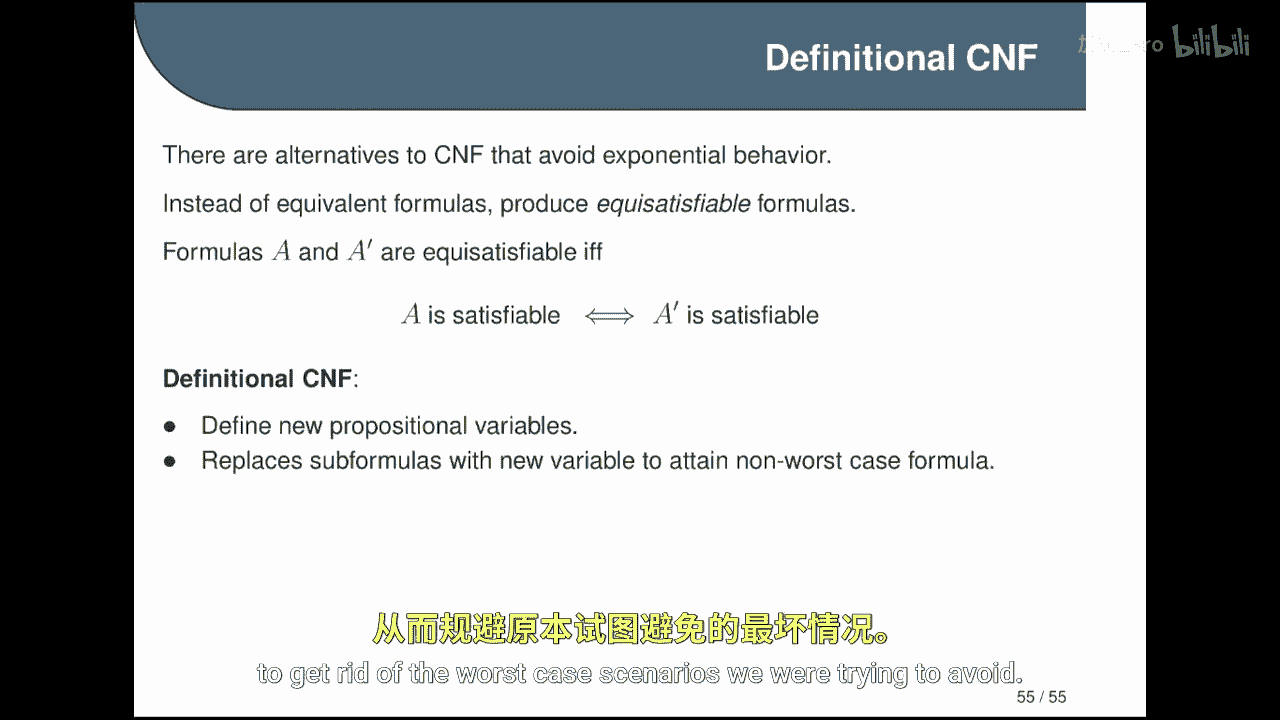 Definitional CNF
bilibili
There are alternatives to CNF that avoid exponential behavior.
Instead of equivalent formulas, produce equisatisfiable formulas.
Formulas A and A′ are equisatisfiable iff
A is satisfiable ⟺ A′ is satisfiable
Definitional CNF:
● Define new propositional variables.
● Replaces subformulas with new variable to attain non-worst case formula.
从而规避原本试图避免的最坏情况。
to get rid of the worst case scenarios we were trying to avoid.
55 / 55